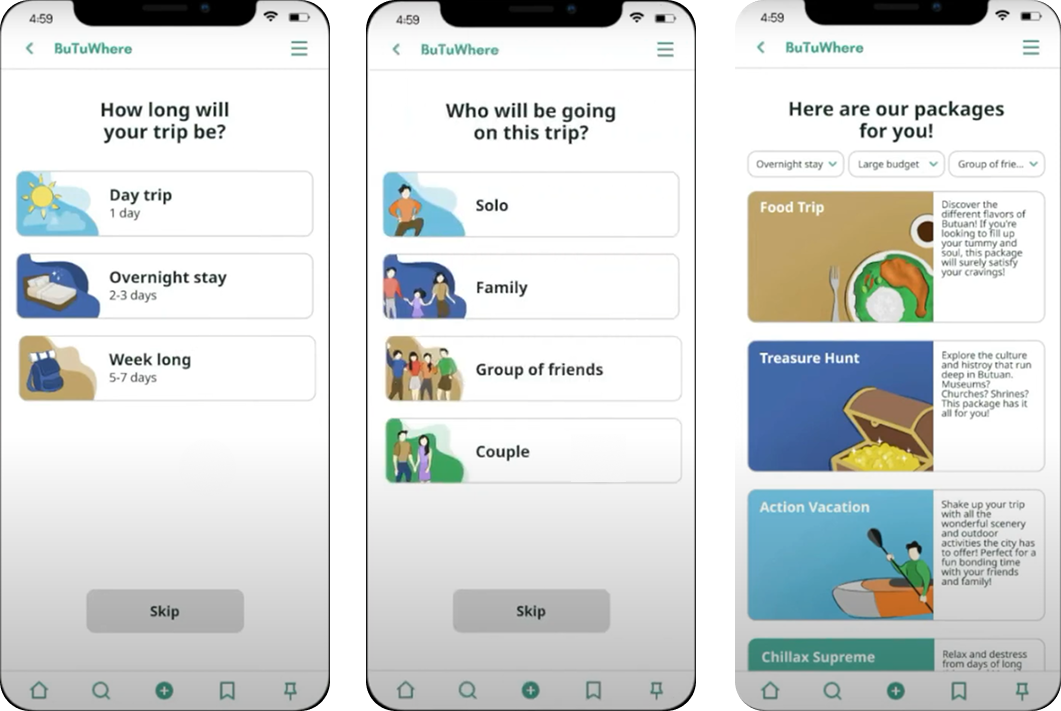 4:59
BuTuWhere
How long will
your trip be?
Day trip
1 day
Overnight stay
2-3 days
Week long
5-7 days
Skip
4:59
BuTuWhere
Who will be going
on this trip?
Solo
Family
Group of friends
Couple
Skip
4:59
BuTuWhere
Here are our packages
for you!
Overnight stay
Large budget
Group of frie...
Food Trip
Discover the
different flavors of
Butuan! If you're
looking to fill up
your tummy and
soul, this package
will surely satisfy
your cravings!
Treasure Hunt
Explore the culture
and histroy that run
deep in Butuan.
Museums?
Churches? Shrines?
This package has it
all for you!
Action Vacation
Shake up your trip
with all the
wonderful scenery
and outdoor
activities the city has
to offer! Perfect for a
fun bonding time
with your friends
and family!
Chillax Supreme
Relax and destress
from days of long